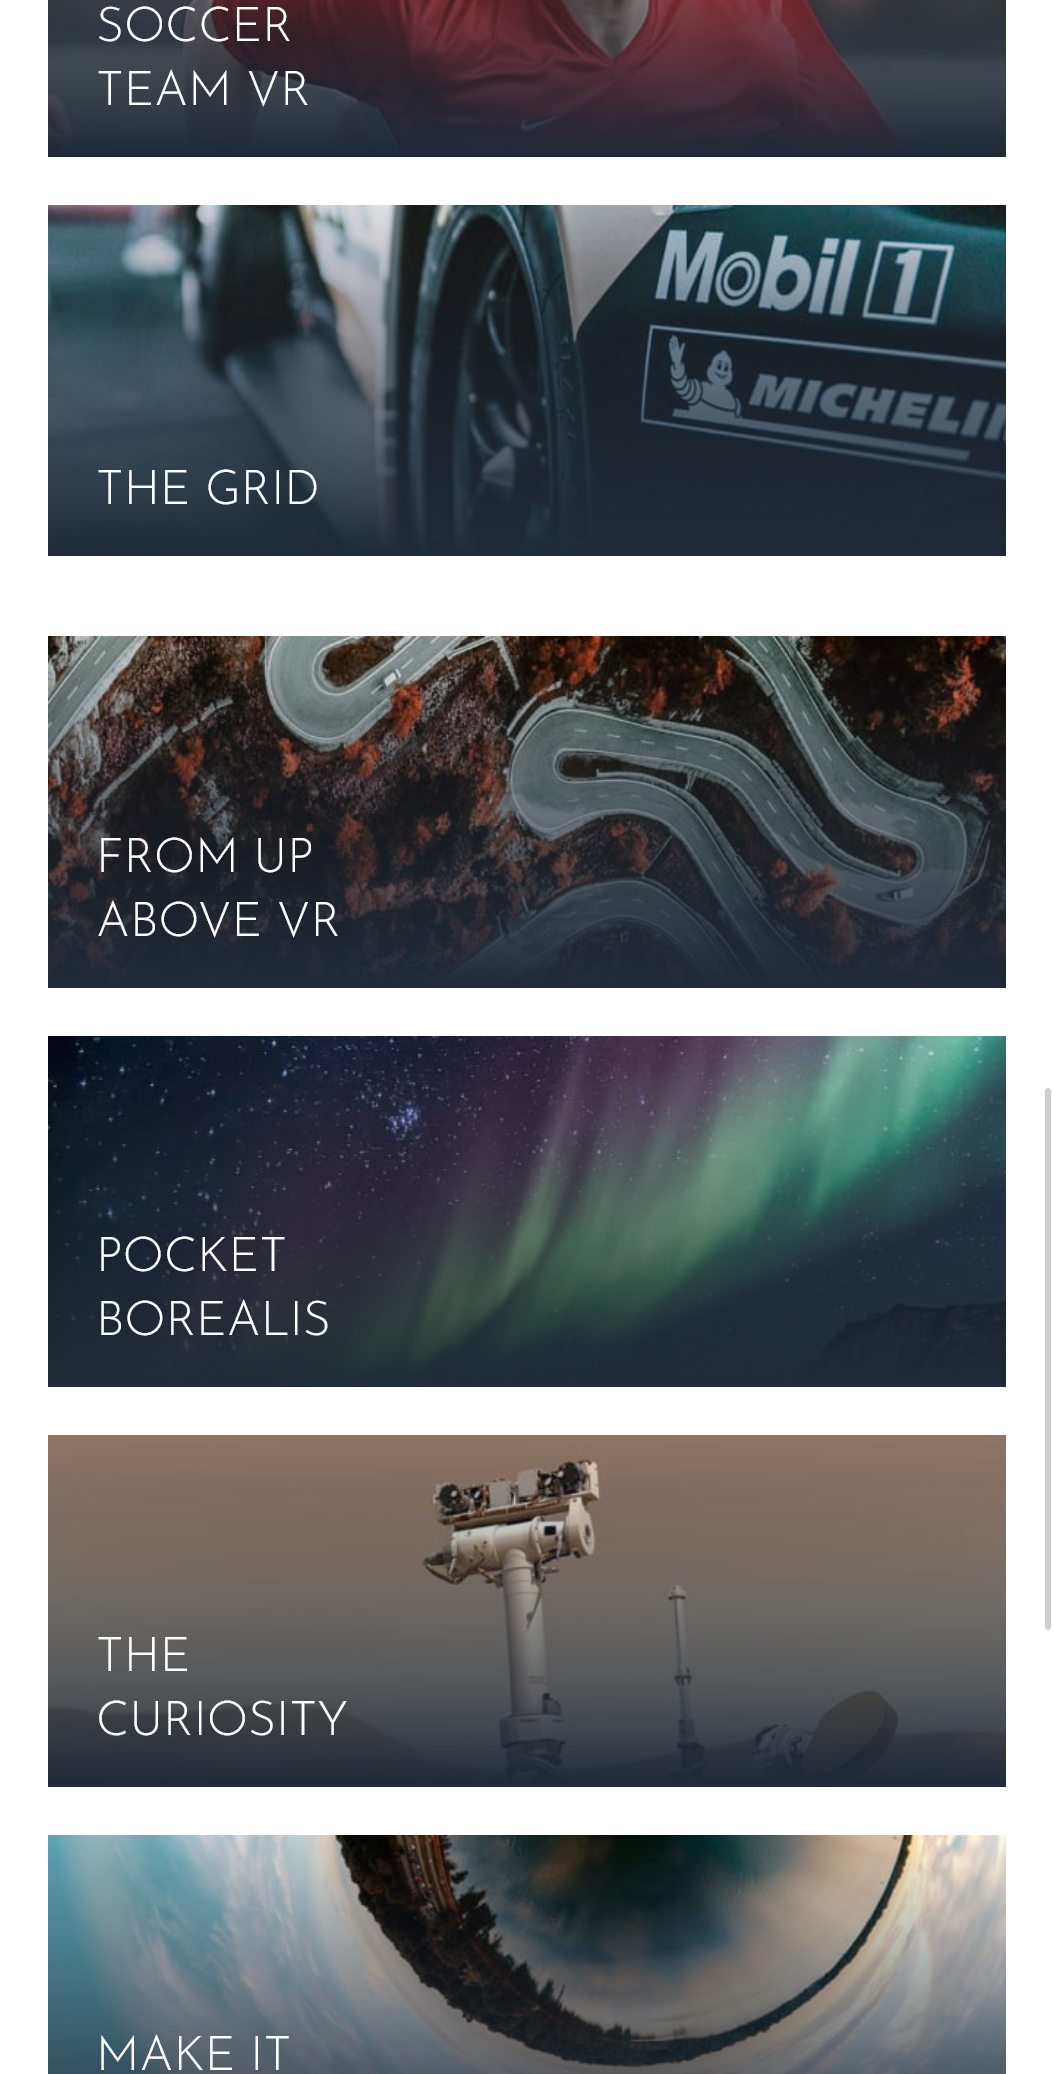 SOCCER
TEAM VR
Mobil 1
MICHELIN
THE GRID
FROM UP
ABOVE VR
POCKET
BOREALIS
THE
CURIOSITY
MAKE IT